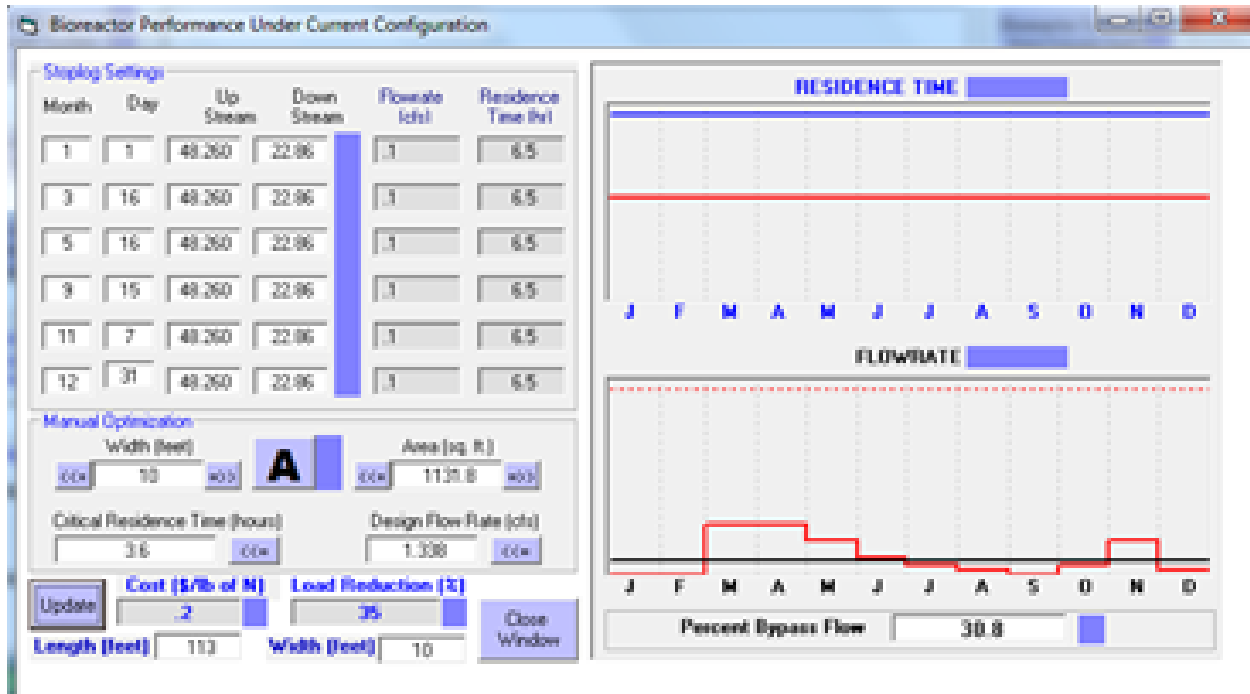 Bioreactor Performance Under Current Configuration
Stoplog Settings
Month Day Up Stream Down Stream Flowrate (cfs) Residence Time (hr)
1 1 48.260 22.86 .1 6.5
3 16 48.260 22.86 .1 6.5
5 16 48.260 22.86 .1 6.5
9 15 48.260 22.86 .1 6.5
11 7 48.260 22.86 .1 6.5
12 31 48.260 22.86 .1 6.5
Manual Optimization
Width (feet) A Area (sq. ft.)
<<= 10 =>> <<= 1131.8 =>>
Critical Residence Time (hours) Design Flow Rate (cfs)
3.6 <<= 1.338 <<=
Update Cost ($/lb of N) Load Reduction (%)
.2 35
Close Window
Length (feet) 113 Width (feet) 10
RESIDENCE TIME
J F M A M J J A S O N D
FLOWRATE
J F M A M J J A S O N D
Percent Bypass Flow 30.8